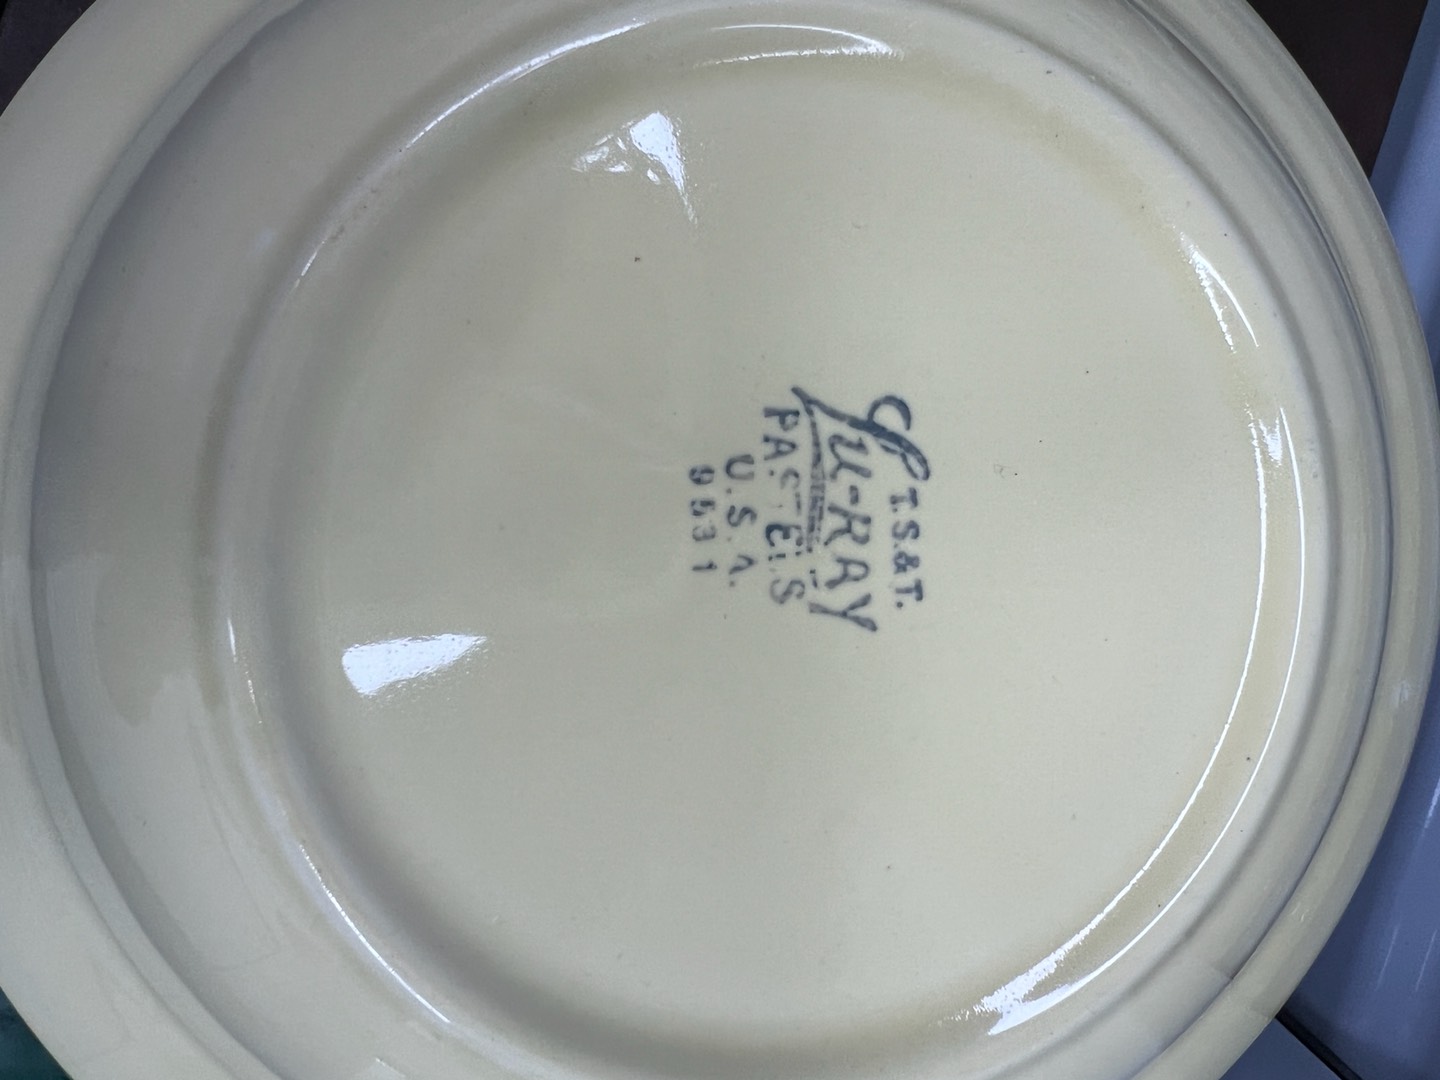 T.S.&T.
Lu-RAY
PASTELS
U.S.A.
9531